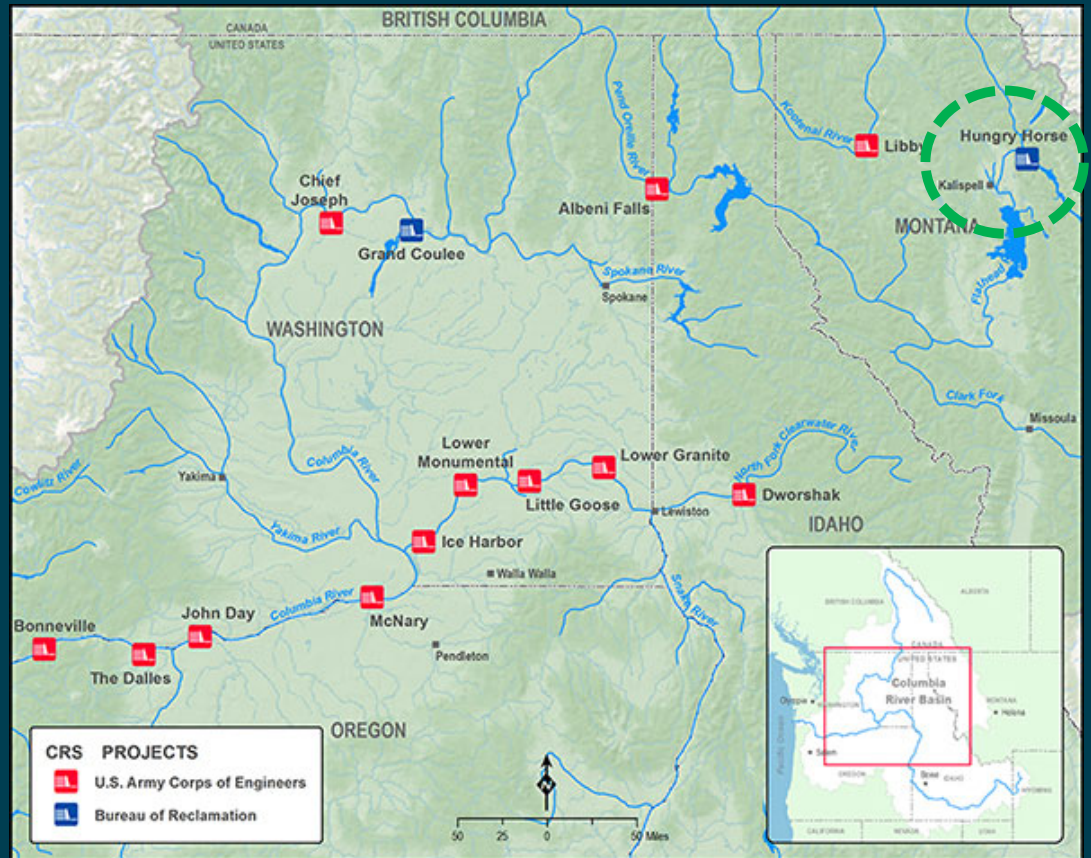 BRITISH COLUMBIA
CANADA
UNITED STATES
Pend Oreille River
Kootenai River
Libby
Hungry Horse
Kalispell
MONTANA
Flathead
Chief
Joseph
Albeni Falls
Grand Coulee
Spokane River
Spokane
WASHINGTON
Clark Fork
Missoula
Columbia River
Lower
Monumental
Lower Granite
North Fork Clearwater River
Cowlitz River
Yakima
Little Goose
Lewiston
Dworshak
IDAHO
Yakima River
Ice Harbor
Walla Walla
Snake River
Columbia River
John Day
McNary
Bonneville
The Dalles
Pendleton
OREGON
CRS PROJECTS
U.S. Army Corps of Engineers
Bureau of Reclamation
N
50 0 50 Miles
BRITISH COLUMBIA
ALBERTA
CANADA
UNITED STATES
Columbia
River Basin
Olympia
WASHINGTON
MONTANA
Helena
Pacific Ocean
Salem
OREGON
Boise
IDAHO
WYOMING
CALIFORNIA
NEVADA
UTAH